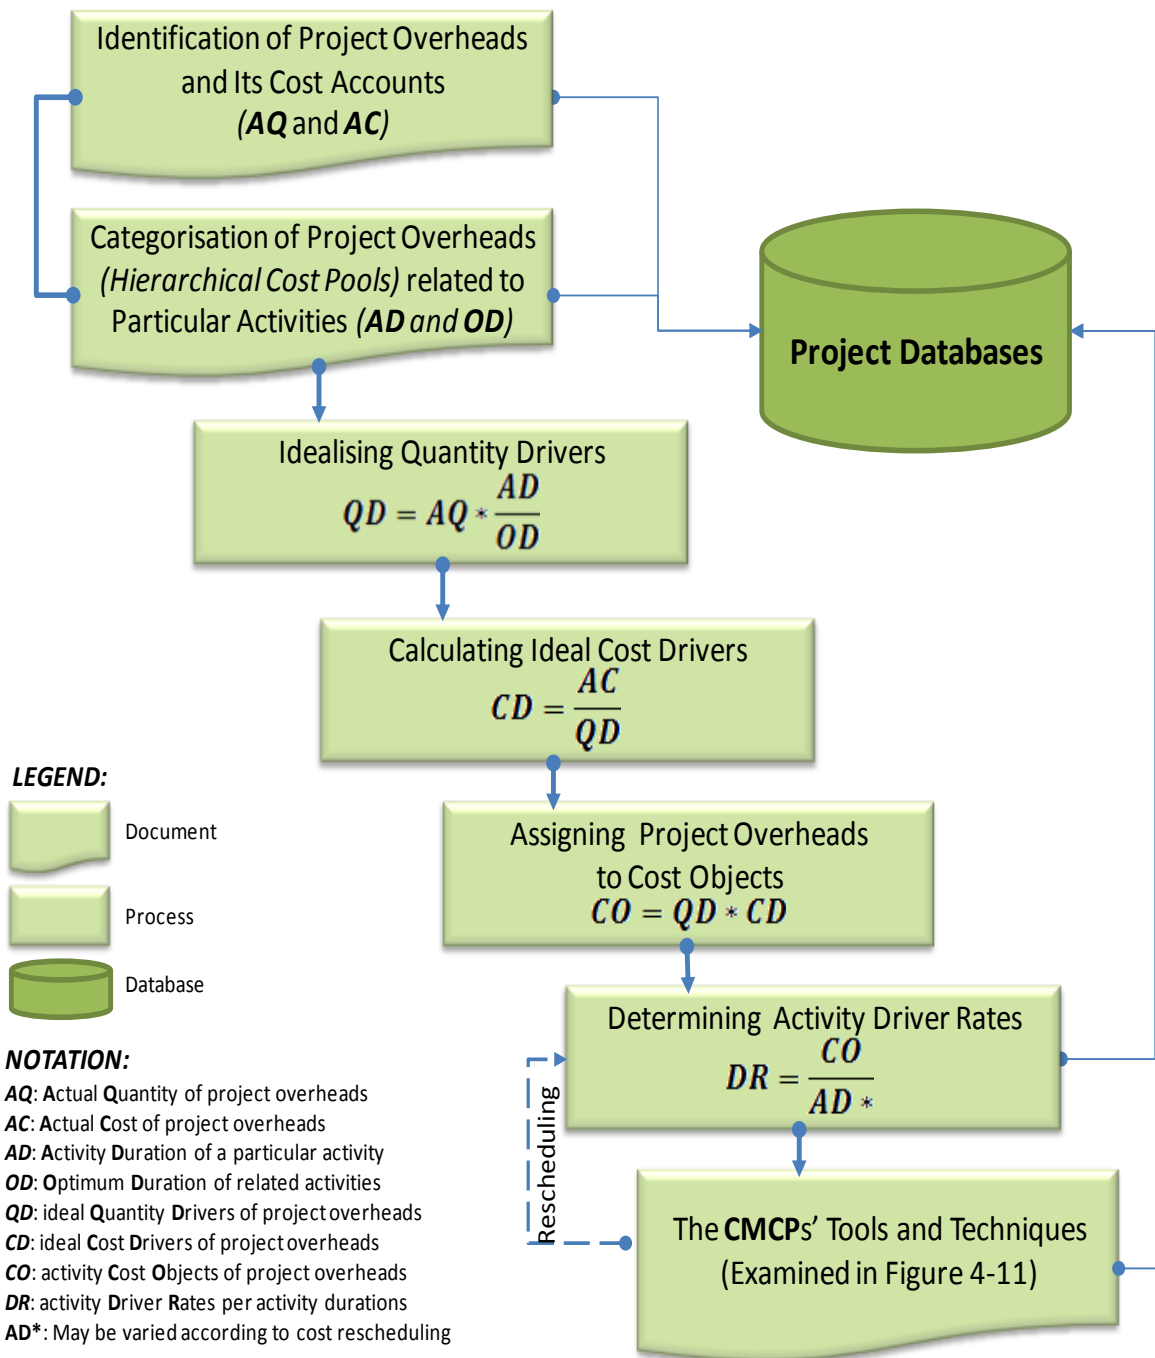 Identification of Project Overheads
and Its Cost Accounts
(AQ and AC)
Categorisation of Project Overheads
(Hierarchical Cost Pools) related to
Particular Activities (AD and OD)
Project Databases
Idealising Quantity Drivers
QD = AQ * AD / OD
Calculating Ideal Cost Drivers
CD = AC / QD
Assigning Project Overheads
to Cost Objects
CO = QD * CD
Determining Activity Driver Rates
DR = CO / AD *
Rescheduling
The CMCPs' Tools and Techniques
(Examined in Figure 4-11)
LEGEND:
Document
Process
Database
NOTATION:
AQ: Actual Quantity of project overheads
AC: Actual Cost of project overheads
AD: Activity Duration of a particular activity
OD: Optimum Duration of related activities
QD: ideal Quantity Drivers of project overheads
CD: ideal Cost Drivers of project overheads
CO: activity Cost Objects of project overheads
DR: activity Driver Rates per activity durations
AD*: May be varied according to cost rescheduling